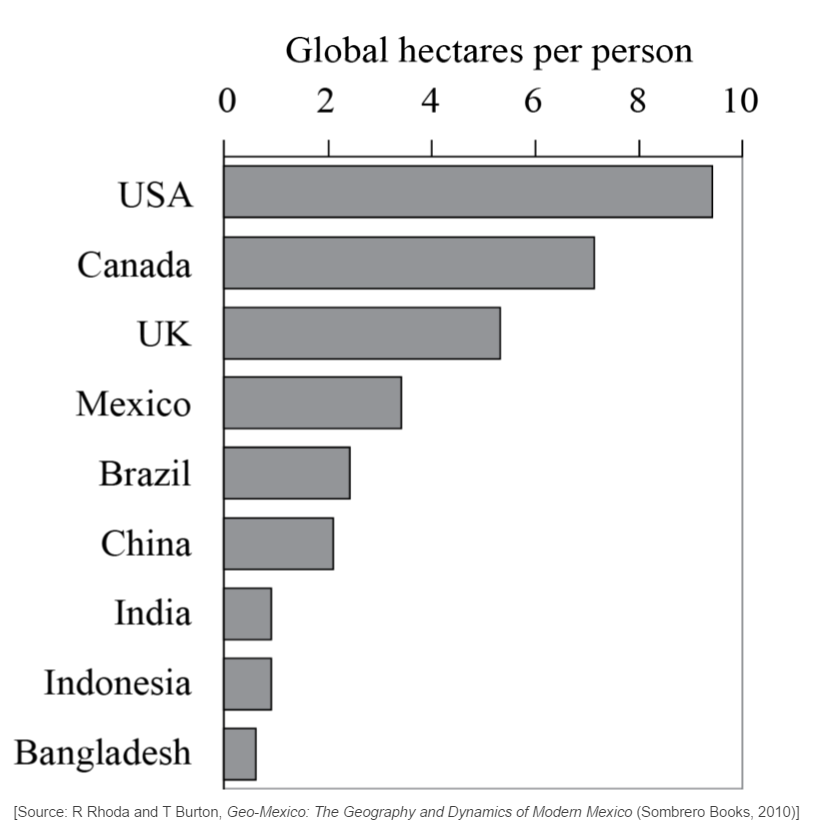 Global hectares per person
0 2 4 6 8 10
USA
Canada
UK
Mexico
Brazil
China
India
Indonesia
Bangladesh
[Source: R Rhoda and T Burton, Geo-Mexico: The Geography and Dynamics of Modern Mexico (Sombrero Books, 2010)]